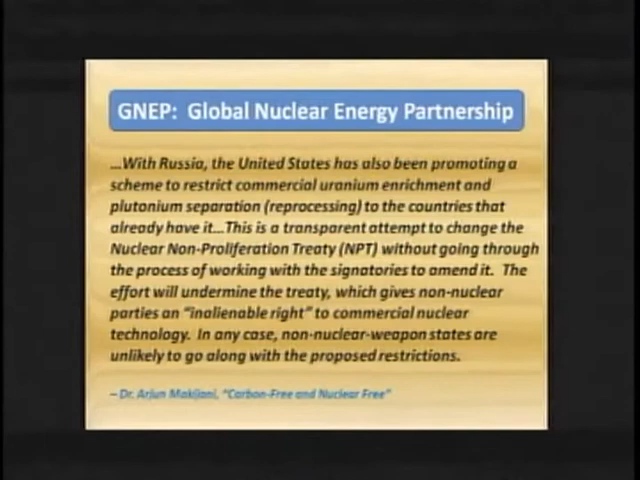 GNEP: Global Nuclear Energy Partnership
...With Russia, the United States has also been promoting a
scheme to restrict commercial uranium enrichment and
plutonium separation (reprocessing) to the countries that
already have it...This is a transparent attempt to change the
Nuclear Non-Proliferation Treaty (NPT) without going through
the process of working with the signatories to amend it. The
effort will undermine the treaty, which gives non-nuclear
parties an "inalienable right" to commercial nuclear
technology. In any case, non-nuclear-weapon states are
unlikely to go along with the proposed restrictions.
– Dr. Arjun Makijani, "Carbon-Free and Nuclear Free"